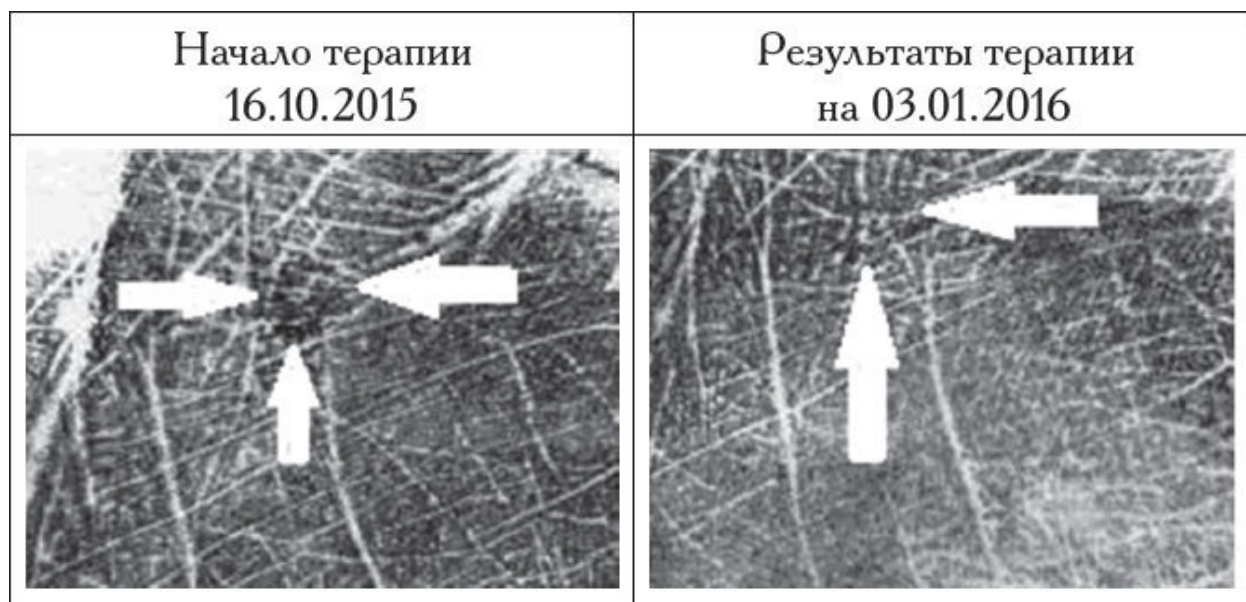 Начало терапии
16.10.2015
Результаты терапии
на 03.01.2016